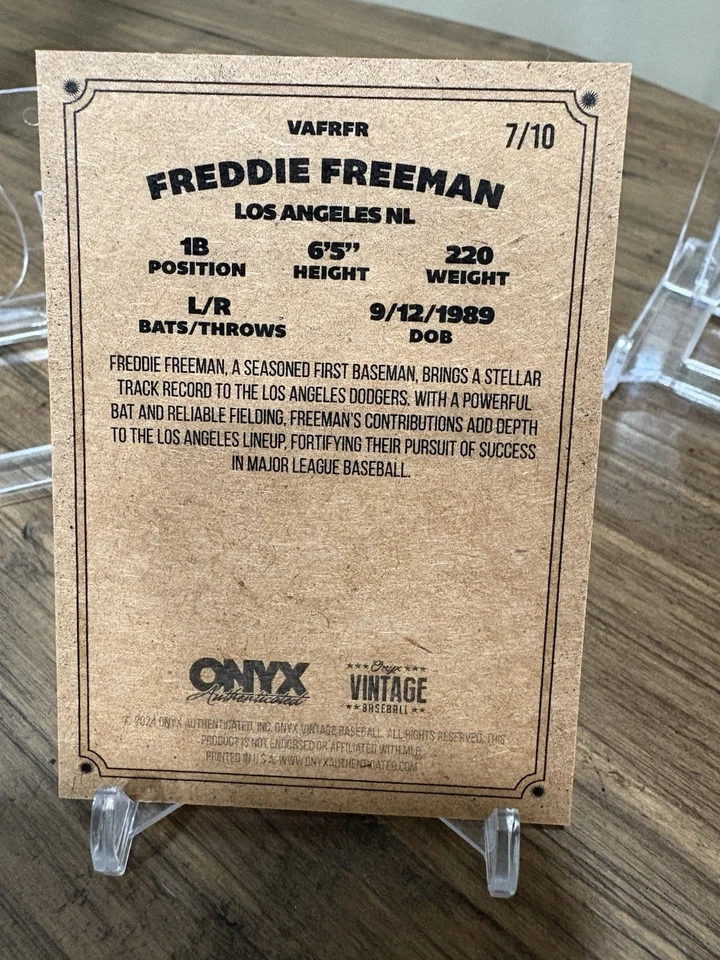 VAFRFR 7/10
FREDDIE FREEMAN
LOS ANGELES NL
1B 6'5" 220
POSITION HEIGHT WEIGHT
L/R 9/12/1989
BATS/THROWS DOB
FREDDIE FREEMAN, A SEASONED FIRST BASEMAN, BRINGS A STELLAR
TRACK RECORD TO THE LOS ANGELES DODGERS. WITH A POWERFUL
BAT AND RELIABLE FIELDING, FREEMAN'S CONTRIBUTIONS ADD DEPTH
TO THE LOS ANGELES LINEUP, FORTIFYING THEIR PURSUIT OF SUCCESS
IN MAJOR LEAGUE BASEBALL.
ONYX
Authenticated
Onyx
VINTAGE
BASEBALL
© 2024 ONYX AUTHENTICATED, INC. ONYX VINTAGE BASEBALL. ALL RIGHTS RESERVED. THIS
PRODUCT IS NOT ENDORSED OR AFFILIATED WITH MLB.
PRINTED IN U.S.A. WWW.ONYXAUTHENTICATED.COM